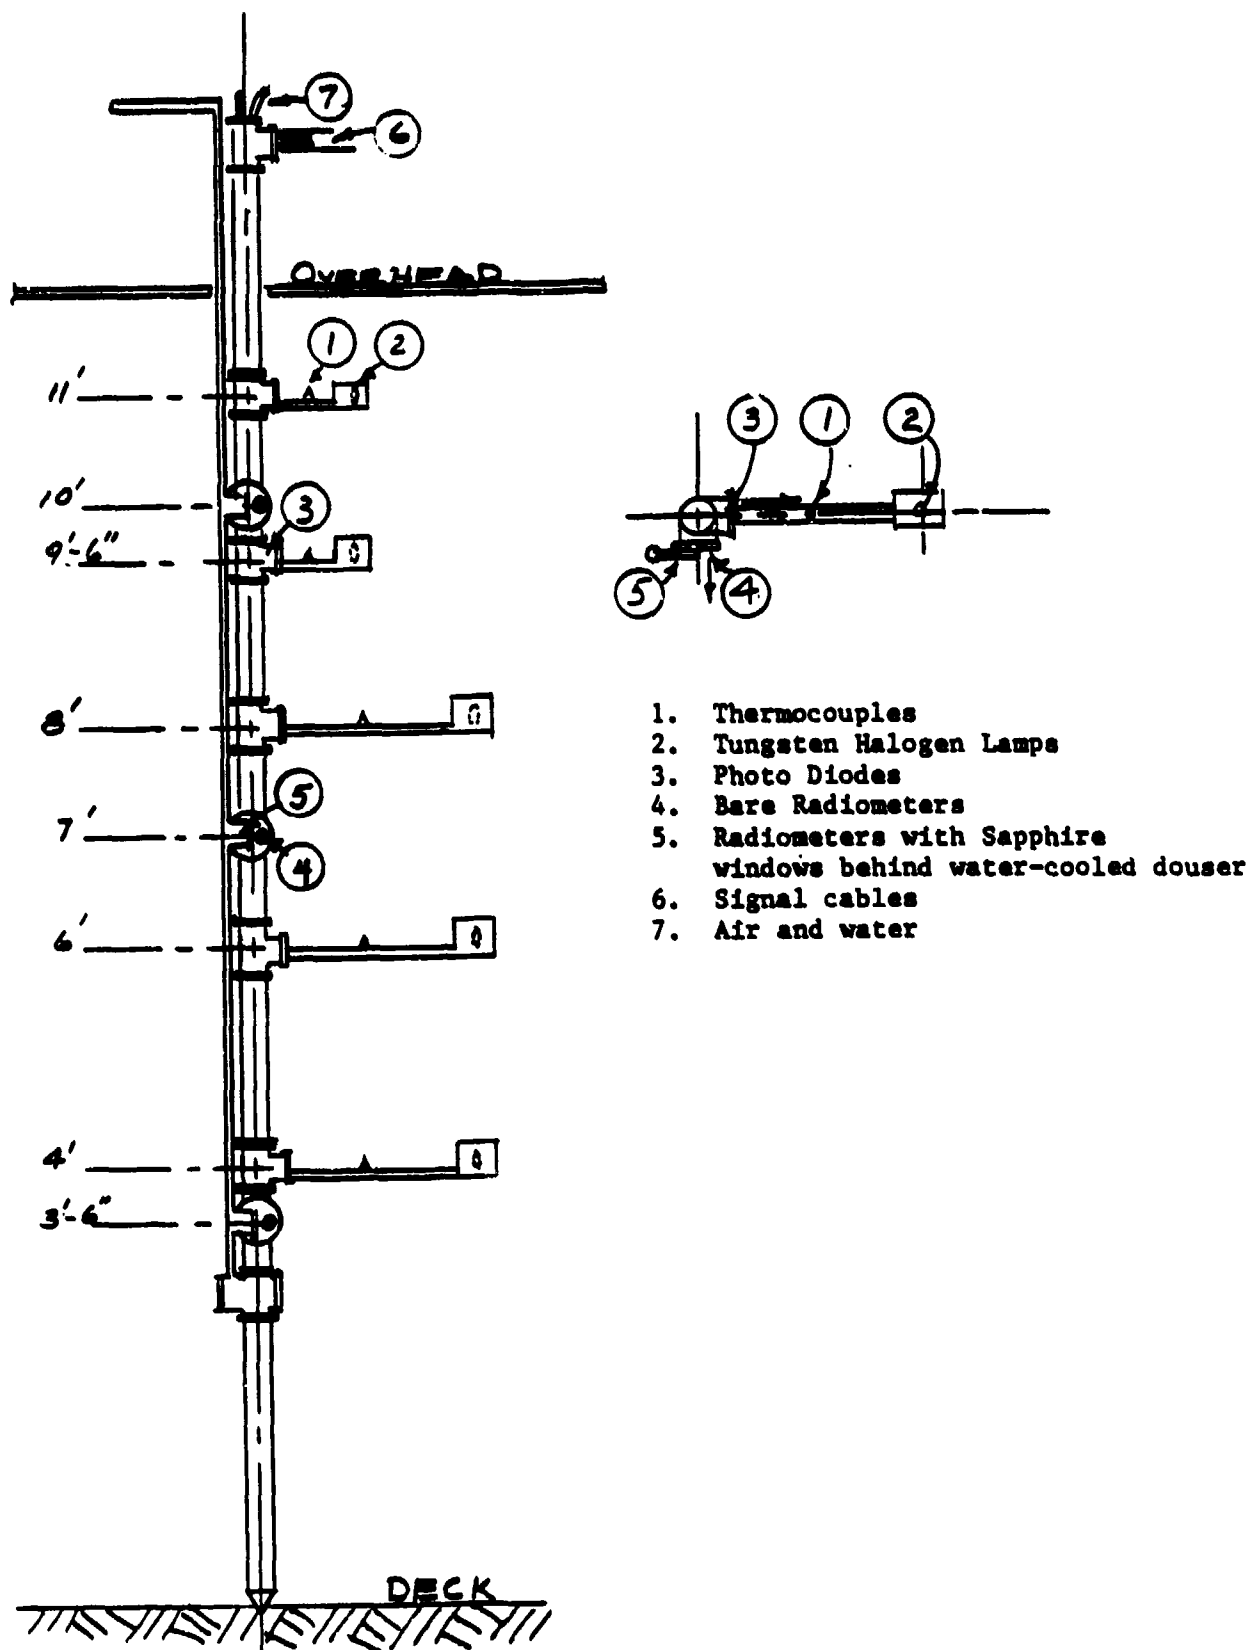 7
6
OVERHEAD
1
2
11'
10'
3
9'-6"
8'
5
7'
4
6'
4'
3'-6"
DECK
3
1
2
5
4
1. Thermocouples
2. Tungsten Halogen Lamps
3. Photo Diodes
4. Bare Radiometers
5. Radiometers with Sapphire
windows behind water-cooled douser
6. Signal cables
7. Air and water